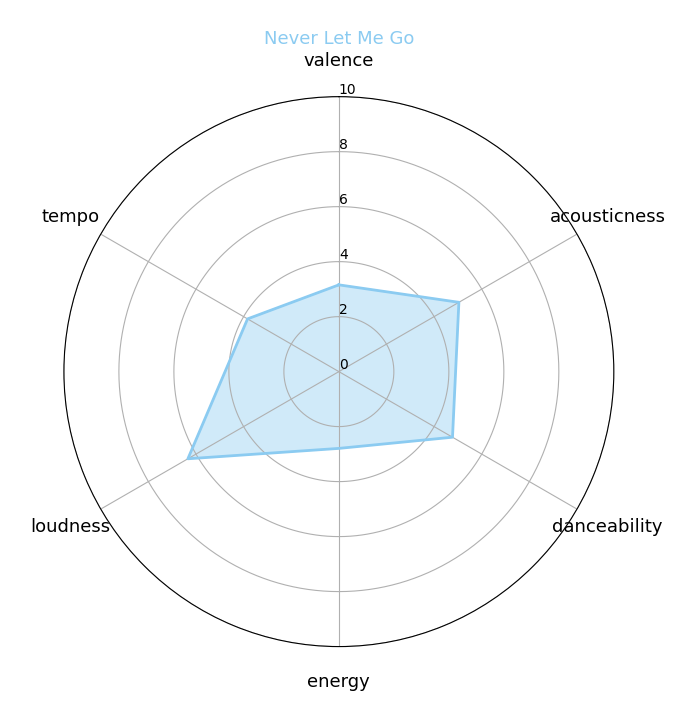 Never Let Me Go
valence
10
8
6
4
2
0
tempo
acousticness
loudness
danceability
energy